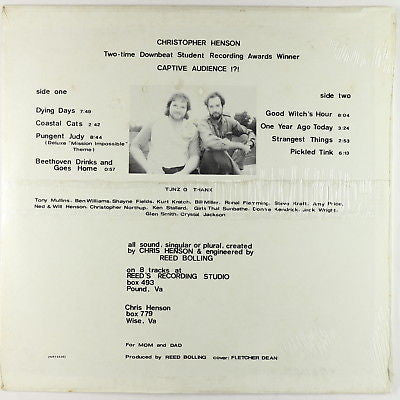 CHRISTOPHER HENSON
Two-time Downbeat Student Recording Awards Winner
CAPTIVE AUDIENCE !?!
side one
Dying Days 7:49
Coastal Cats 2:42
Pungent Judy 8:44
(Deluxe "Mission Impossible"
Theme)
Beethoven Drinks and
Goes Home 0:57
side two
Good Witch's Hour 8:04
One Year Ago Today 3:24
Strangest Things 2:53
Pickled Tink 6:13
TUNZ O THANX
Tony Mullins, Ben Williams, Shayne Fields, Kurt Kratch, Bill Miller, Ronal Flemming, Steve Kraft, Amy Price,
Ned & Will Henson, Christopher Northup, Ken Stallard, Girls That Sunbathe, Donna Kendrick, Jack Wright,
Glen Smith, Crystal Jackson
all sound, singular or plural, created
by CHRIS HENSON & engineered by
REED BOLLING
on 8 tracks at
REED'S RECORDING STUDIO
box 493
Pound, Va
Chris Henson
box 779
Wise, Va
For MOM and DAD
Produced by REED BOLLING cover: FLETCHER DEAN